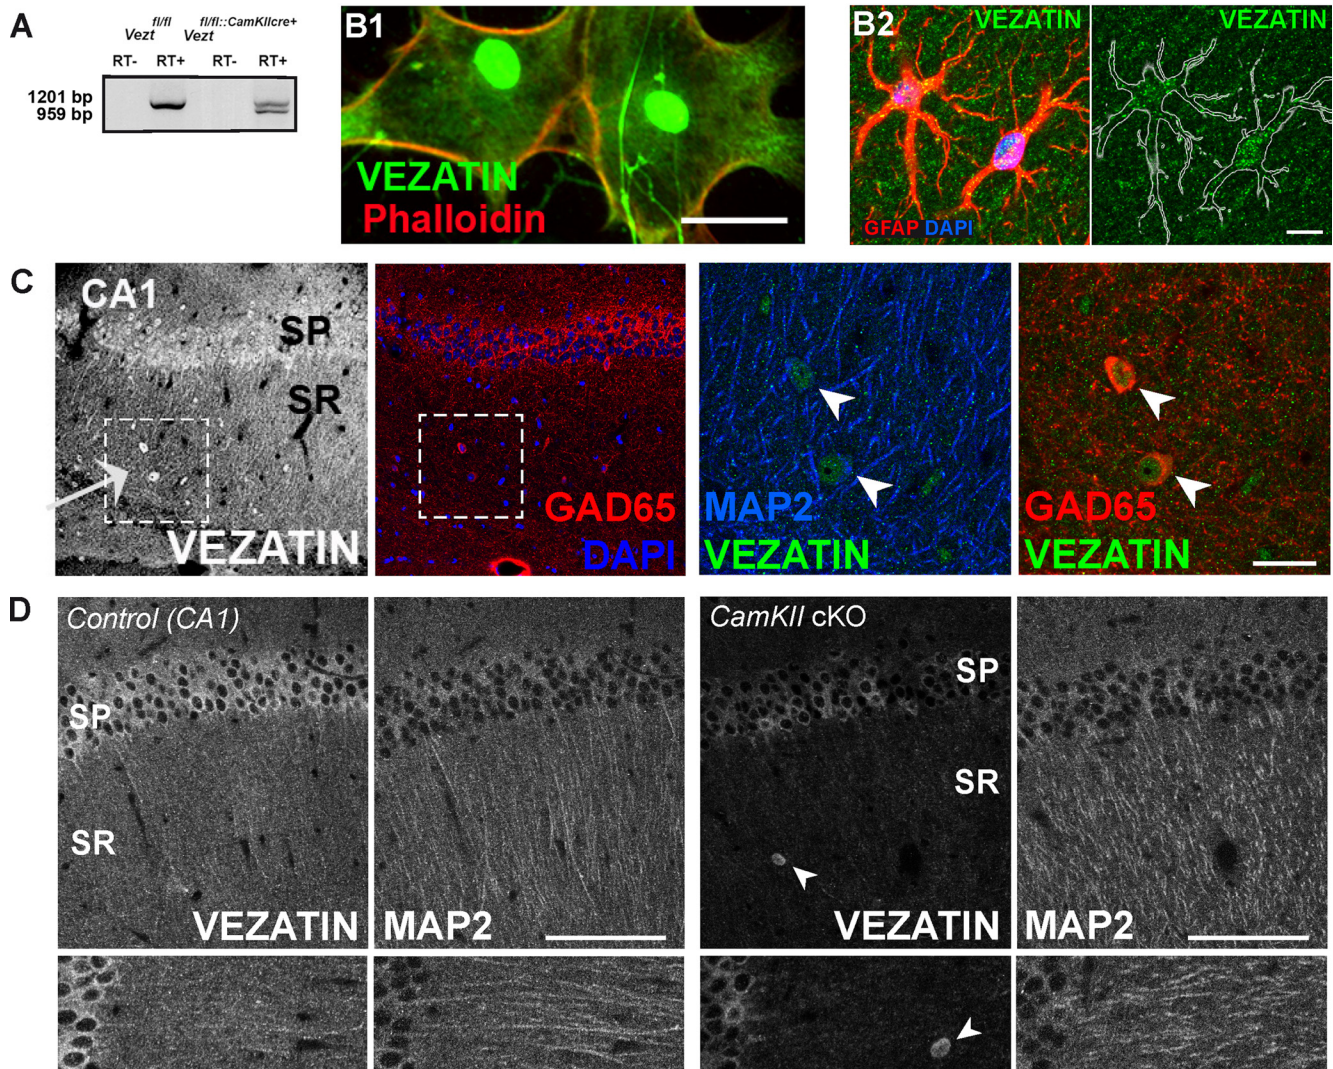 A
Vezt fl/fl
Vezt fl/fl::CamKIIcre+
RT- RT+ RT- RT+
1201 bp
959 bp
B1
VEZATIN
Phalloidin
B2
VEZATIN
GFAP DAPI
VEZATIN
C
CA1
SP
SR
VEZATIN
GAD65
DAPI
MAP2
VEZATIN
GAD65
VEZATIN
D
Control (CA1)
SP
SR
VEZATIN
MAP2
CamKII cKO
SP
SR
VEZATIN
MAP2